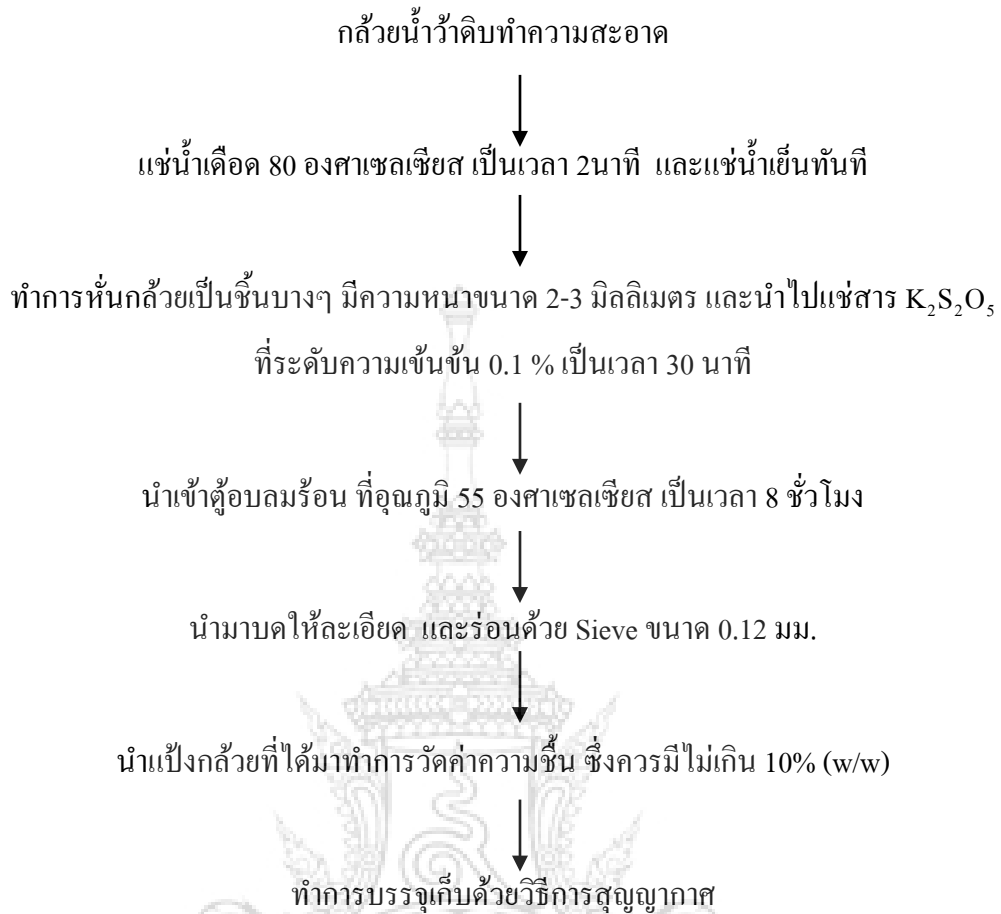 กล้วยน้ำว้าดิบทำความสะอาด
แช่น้ำเดือด 80 องศาเซลเซียส เป็นเวลา 2นาที และแช่น้ำเย็นทันที
ทำการหั่นกล้วยเป็นชิ้นบางๆ มีความหนาขนาด 2-3 มิลลิเมตร และนำไปแช่สาร K₂S₂O₅
ที่ระดับความเข้นข้น 0.1 % เป็นเวลา 30 นาที
นำเข้าตู้อบลมร้อน ที่อุณภูมิ 55 องศาเซลเซียส เป็นเวลา 8 ชั่วโมง
นำมาบดให้ละเอียด และร่อนด้วย Sieve ขนาด 0.12 มม.
นำแป้งกล้วยที่ได้มาทำการวัดค่าความชื้น ซึ่งควรมีไม่เกิน 10% (w/w)
ทำการบรรจุเก็บด้วยวิธีการสุญญากาศ